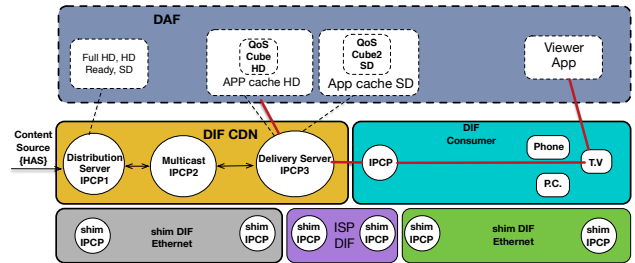 DAF
Full HD, HD
Ready, SD
QoS
Cube
HD
APP cache HD
QoS
Cube2
SD
App cache SD
Viewer
App
Content
Source
{HAS}
DIF CDN
Distribution
Server
IPCP1
Multicast
IPCP2
Delivery Server
IPCP3
DIF
Consumer
IPCP
Phone
T.V
P.C.
shim
IPCP
shim DIF
Ethernet
shim
IPCP
shim
IPCP
ISP
DIF
shim
IPCP
shim
IPCP
shim DIF
Ethernet
shim
IPCP